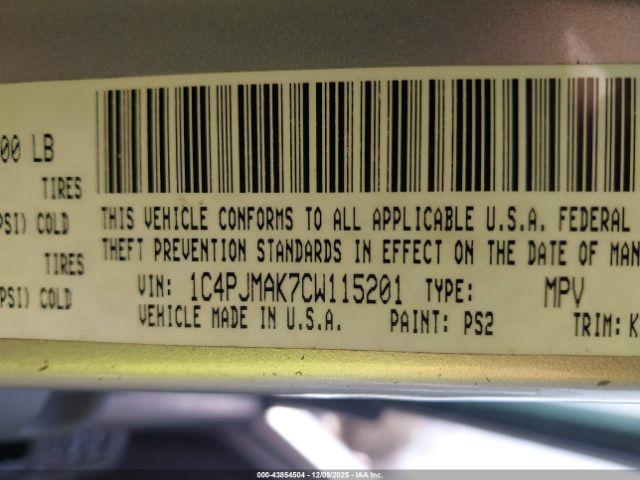 00 LB
TIRES
PSI) COLD
TIRES
PSI) COLD
THIS VEHICLE CONFORMS TO ALL APPLICABLE U.S.A. FEDERAL
THEFT PREVENTION STANDARDS IN EFFECT ON THE DATE OF MAN
VIN: 1C4PJMAK7CW115201 TYPE: MPV
VEHICLE MADE IN U.S.A. PAINT: PS2 TRIM: K
000-43854504 - 12/09/2025 - IAA Inc.